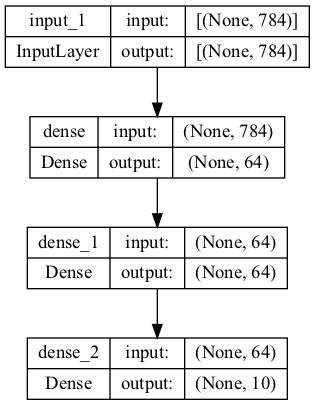 input_1 input: [(None, 784)]
InputLayer output: [(None, 784)]
dense input: (None, 784)
Dense output: (None, 64)
dense_1 input: (None, 64)
Dense output: (None, 64)
dense_2 input: (None, 64)
Dense output: (None, 10)